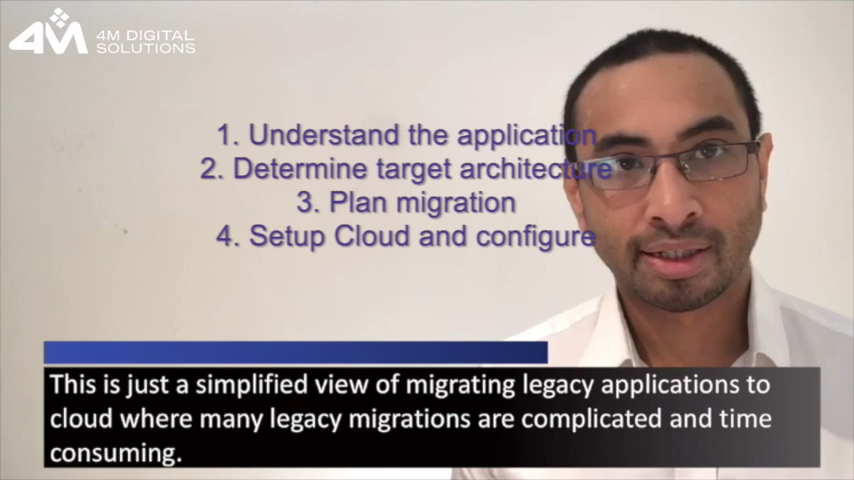 4M DIGITAL
SOLUTIONS
1. Understand the application
2. Determine target architecture
3. Plan migration
4. Setup Cloud and configure
This is just a simplified view of migrating legacy applications to
cloud where many legacy migrations are complicated and time
consuming.